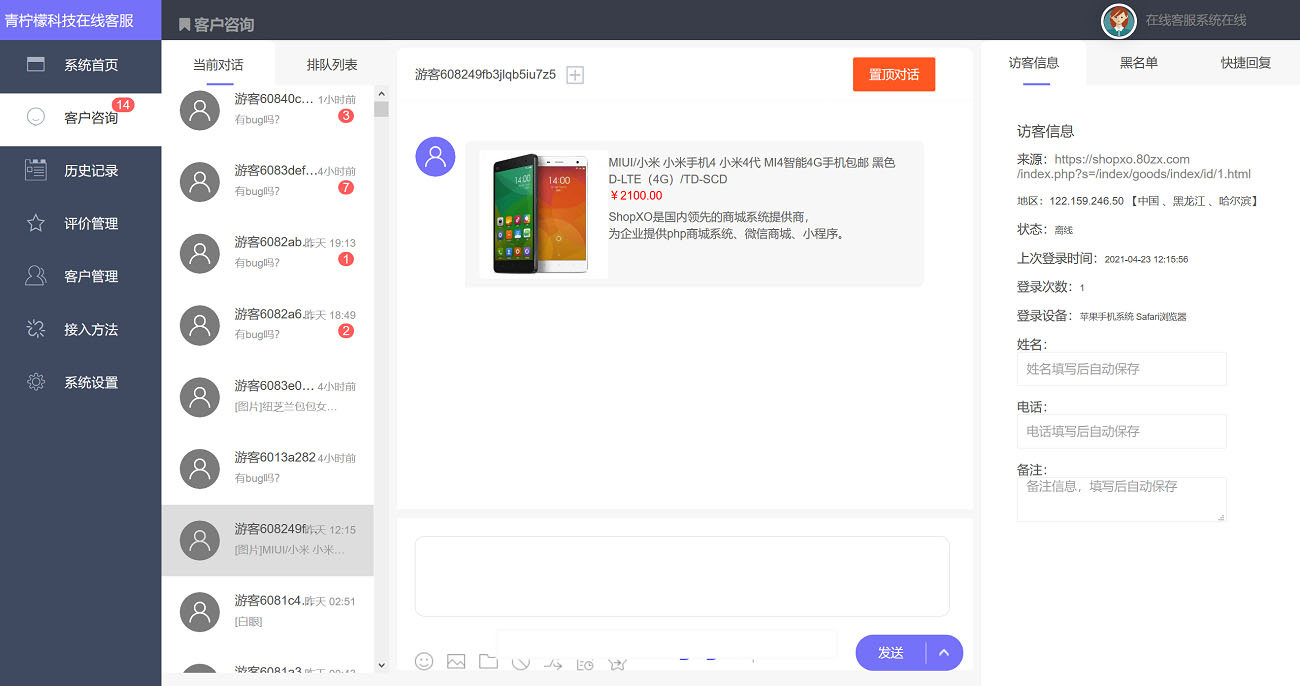 青柠檬科技在线客服
客户咨询
在线客服系统在线
系统首页
客户咨询
14
历史记录
评价管理
客户管理
接入方法
系统设置
当前对话
排队列表
游客60840c... 1小时前
有bug吗?
3
游客6083def...4小时前
有bug吗?
7
游客6082ab..昨天 19:13
有bug吗?
1
游客6082a6..昨天 18:49
有bug吗?
2
游客6083e0... 4小时前
[图片]纽芝兰包包女...
游客6013a282 4小时前
有bug吗?
游客608249f...昨天 12:15
[图片]MIUI/小米 小米...
游客6081c4..昨天 02:51
[白眼]
游客608249fb3jlqb5iu7z5
置顶对话
MIUI/小米 小米手机4 小米4代 MI4智能4G手机包邮 黑色
D-LTE（4G）/TD-SCD
￥2100.00
ShopXO是国内领先的商城系统提供商，
为企业提供php商城系统、微信商城、小程序。
14:00
14:00
发送
访客信息
黑名单
快捷回复
访客信息
来源：https://shopxo.80zx.com
/index.php?s=/index/goods/index/id/1.html
地区：122.159.246.50 【中国 、黑龙江 、哈尔滨】
状态：离线
上次登录时间：2021-04-23 12:15:56
登录次数：1
登录设备：苹果手机系统 Safari浏览器
姓名：
姓名填写后自动保存
电话：
电话填写后自动保存
备注：
备注信息，填写后自动保存